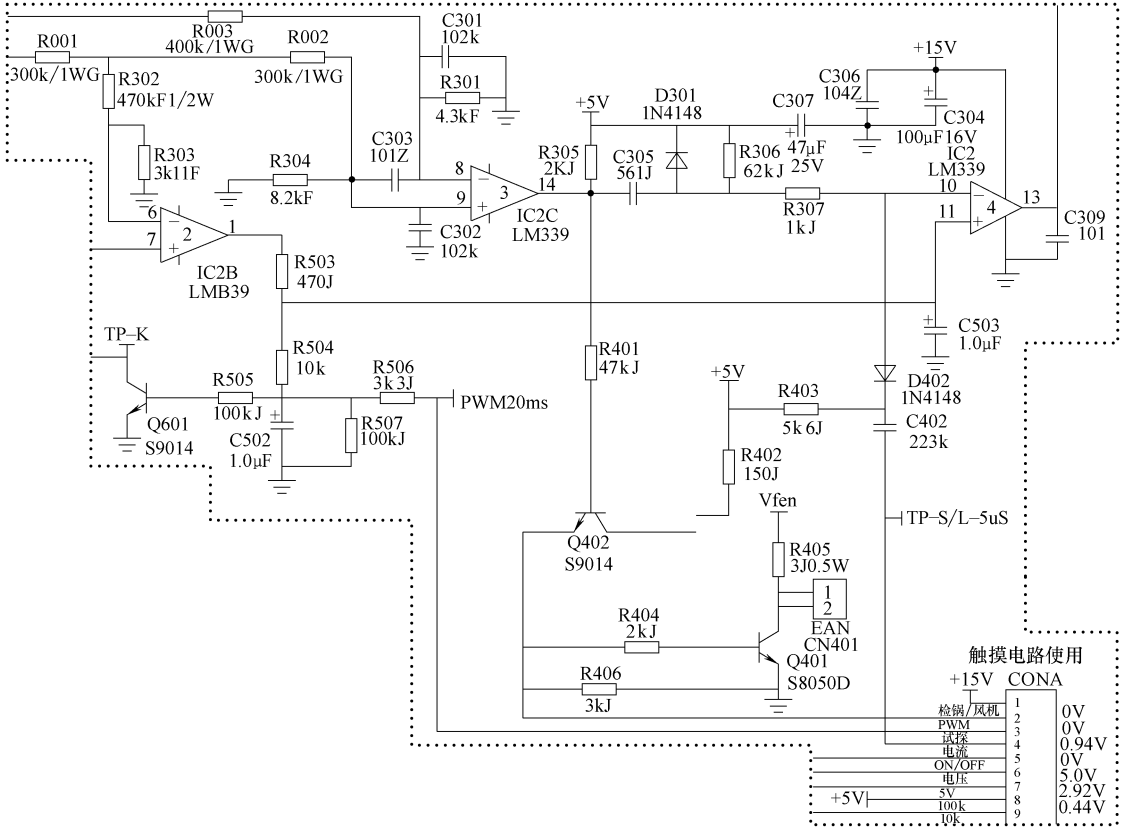 R003
400k/1WG
R001
300k/1WG
R002
300k/1WG
C301
102k
R301
4.3kF
R302
470kF1/2W
R303
3k11F
R304
8.2kF
C303
101Z
C302
102k
8
9
14
3
IC2C
LM339
6
7
1
2
IC2B
LMB39
+5V
R305
2KJ
C305
561J
D301
1N4148
R306
62kJ
C307
47μF
25V
R307
1kJ
+15V
C306
104Z
C304
100μF16V
IC2
LM339
10
11
13
4
C309
101
R503
470J
R504
10k
TP–K
R505
100kJ
R506
3k3J
PWM20ms
Q601
S9014
C502
1.0μF
R507
100kJ
R401
47kJ
+5V
R403
5k6J
R402
150J
D402
1N4148
C402
223k
C503
1.0μF
TP–S/L–5uS
Q402
S9014
Vfen
R405
3J0.5W
1
2
EAN
CN401
R404
2kJ
Q401
S8050D
R406
3kJ
触摸电路使用
+15V
CONA
1
检锅/风机 2 0V
PWM 3 0V
试探 4 0.94V
电流 5 0V
ON/OFF 6 5.0V
电压 7 2.92V
+5V 5V 8 0.44V
100k 9
10k